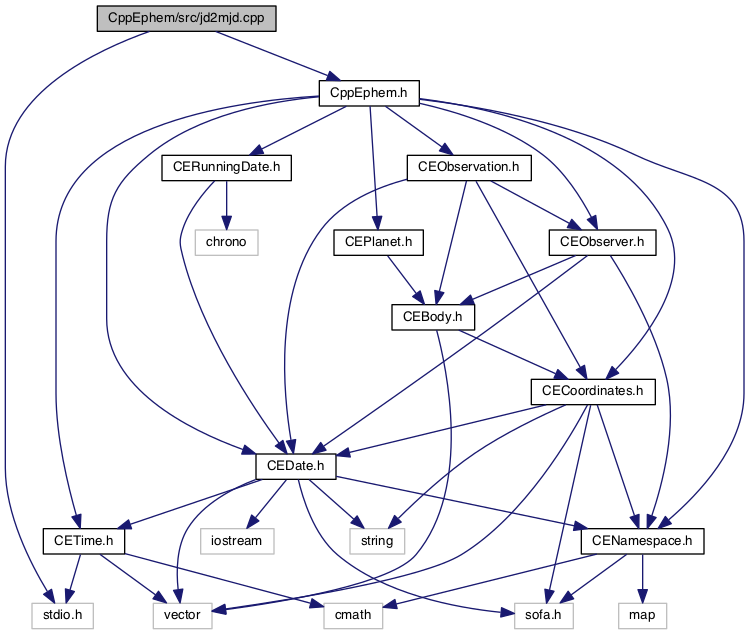 CppEphem/src/jd2mjd.cpp
CppEphem.h
CERunningDate.h
CEObservation.h
chrono
CEPlanet.h
CEObserver.h
CEBody.h
CECoordinates.h
CEDate.h
CETime.h
iostream
string
CENamespace.h
stdio.h
vector
cmath
sofa.h
map